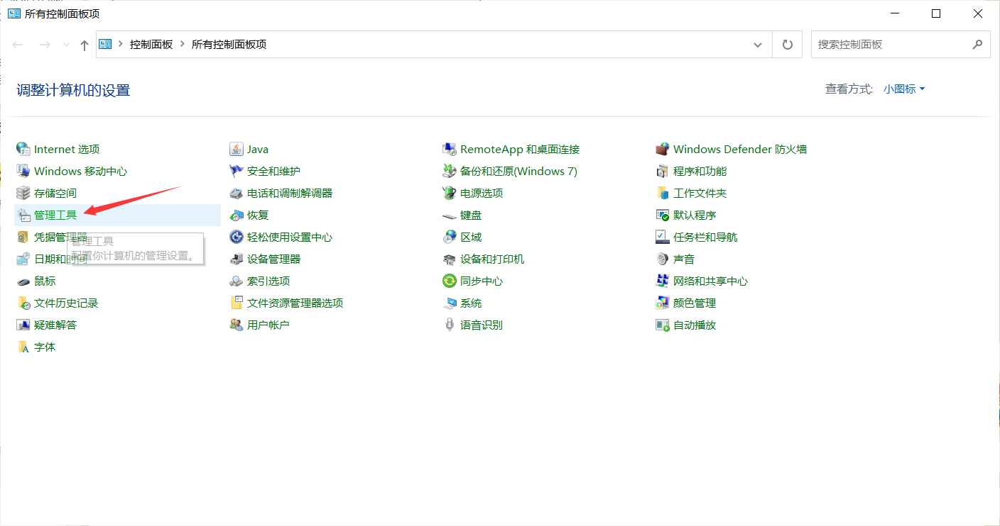 所有控制面板项
控制面板 所有控制面板项
搜索控制面板
调整计算机的设置
查看方式: 小图标
Internet 选项
Java
RemoteApp 和桌面连接
Windows Defender 防火墙
Windows 移动中心
安全和维护
备份和还原(Windows 7)
程序和功能
存储空间
电话和调制解调器
电源选项
工作文件夹
管理工具
恢复
键盘
默认程序
凭据管理器
轻松使用设置中心
区域
任务栏和导航
管理工具
配置你计算机的管理设置。
日期和时间
设备管理器
设备和打印机
声音
鼠标
索引选项
同步中心
网络和共享中心
文件历史记录
文件资源管理器选项
系统
颜色管理
疑难解答
用户帐户
语音识别
自动播放
字体